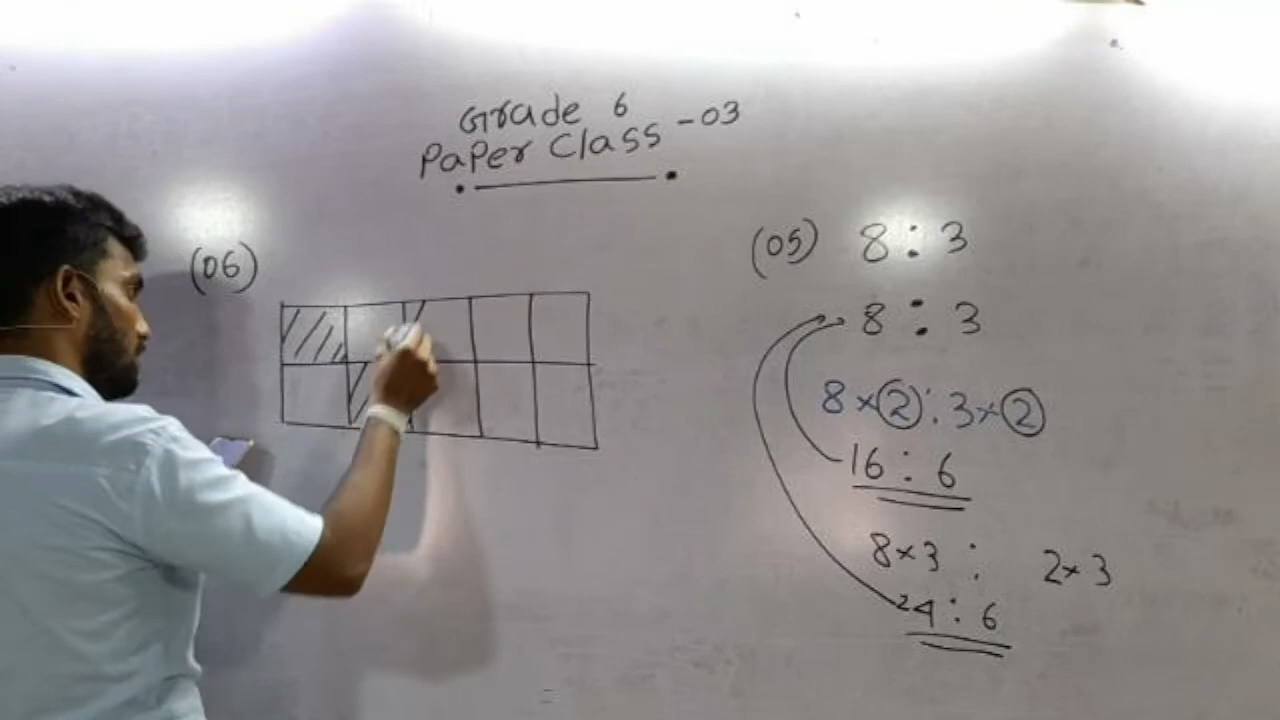 Grade 6
Paper Class - 03
(06)
(05) 8 : 3
8 : 3
8 × 2 : 3 × 2
16 : 6
8 × 3 : 2 × 3
24 : 6